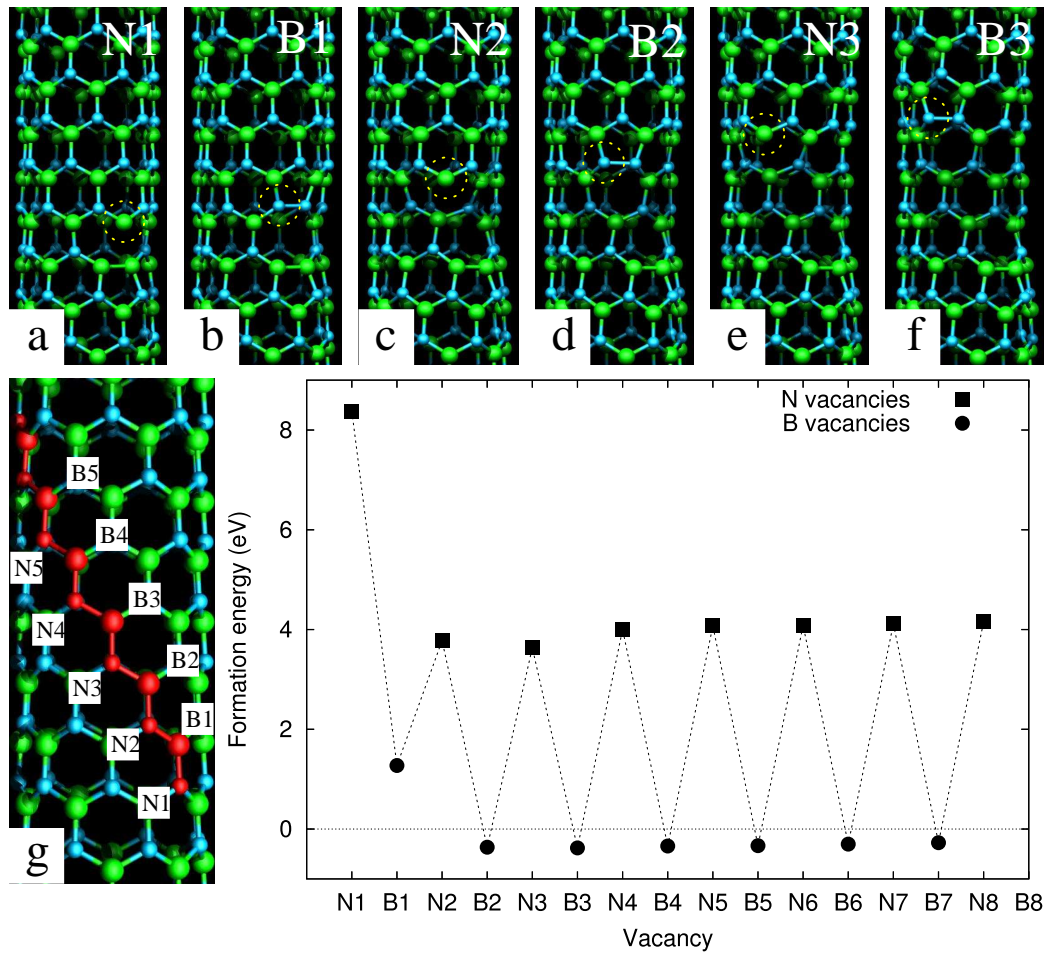 N1 B1 N2 B2 N3 B3
a b c d e f
B5
B4
N5
B3
N4
B2
N3
B1
N2
N1
g
N vacancies
B vacancies
Formation energy (eV)
8
6
4
2
0
N1 B1 N2 B2 N3 B3 N4 B4 N5 B5 N6 B6 N7 B7 N8 B8
Vacancy